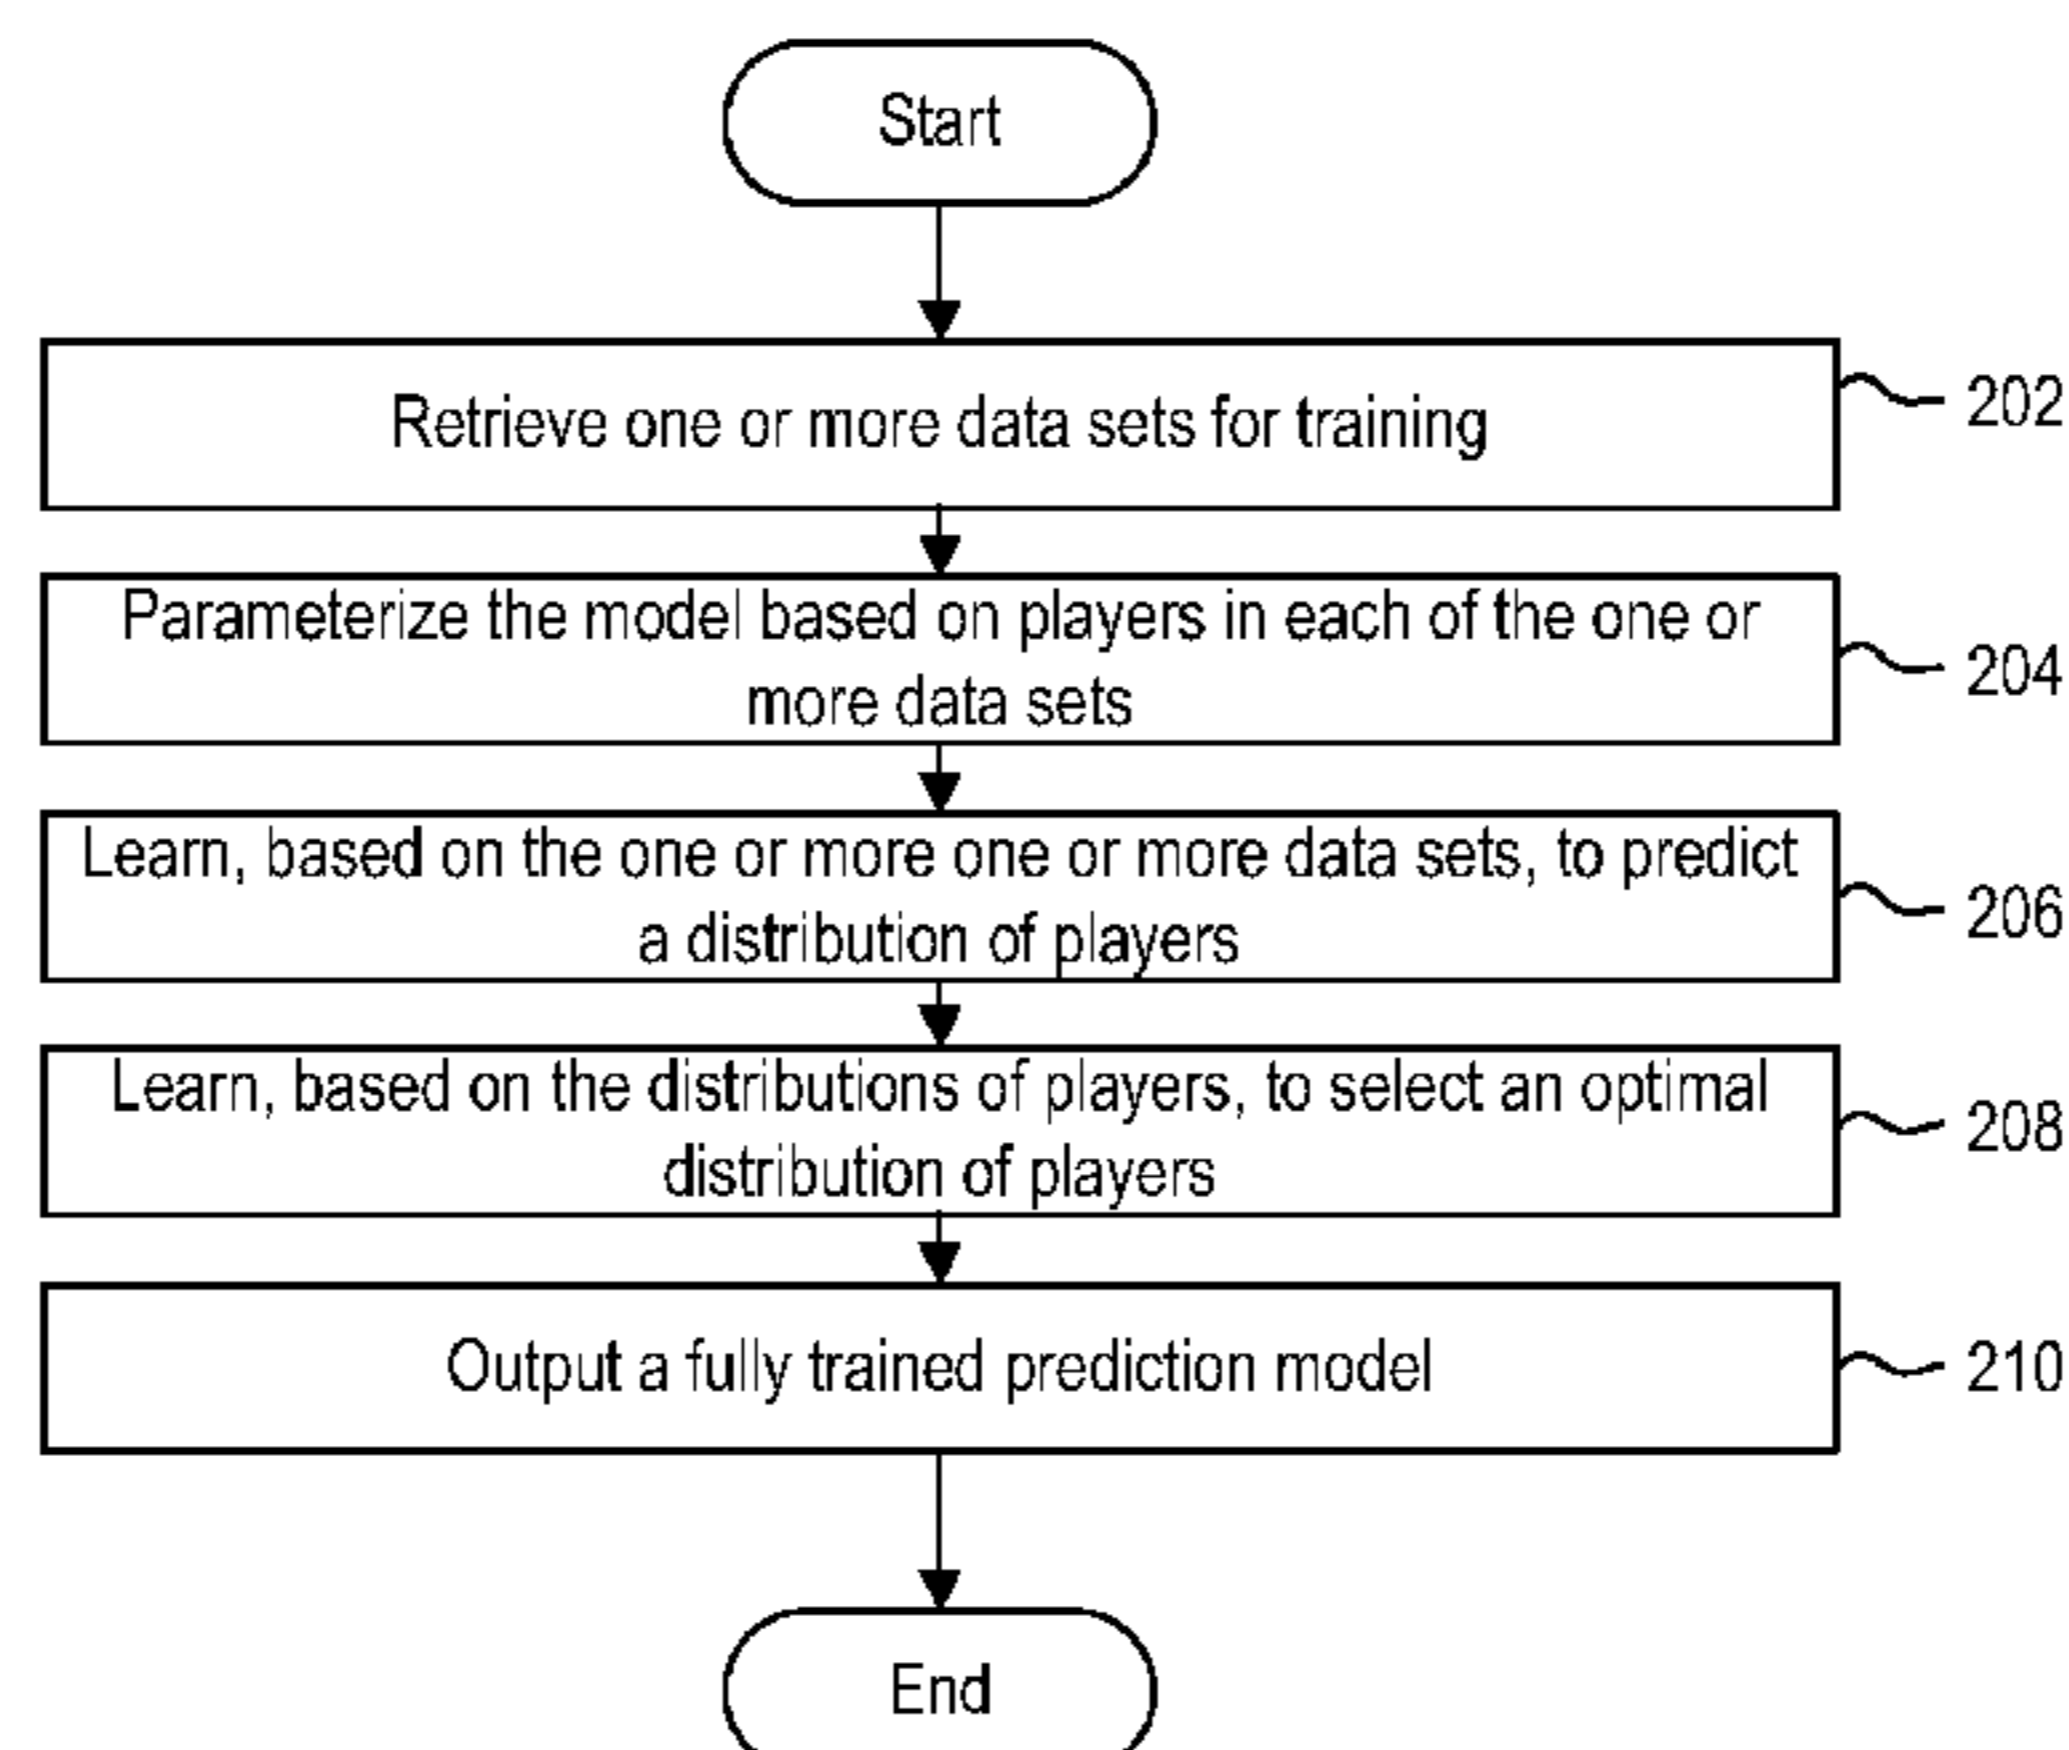 Start
Retrieve one or more data sets for training
202
Parameterize the model based on players in each of the one or
more data sets
204
Learn, based on the one or more one or more data sets, to predict
a distribution of players
206
Learn, based on the distributions of players, to select an optimal
distribution of players
208
Output a fully trained prediction model
210
End